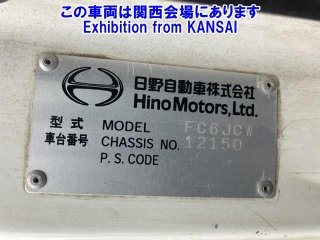 この車両は関西会場にあります
Exhibition from KANSAI
HINO
日野自動車株式会社
Hino Motors, Ltd.
型式 MODEL FC6JCW
車台番号 CHASSIS NO. 12150
P. S. CODE